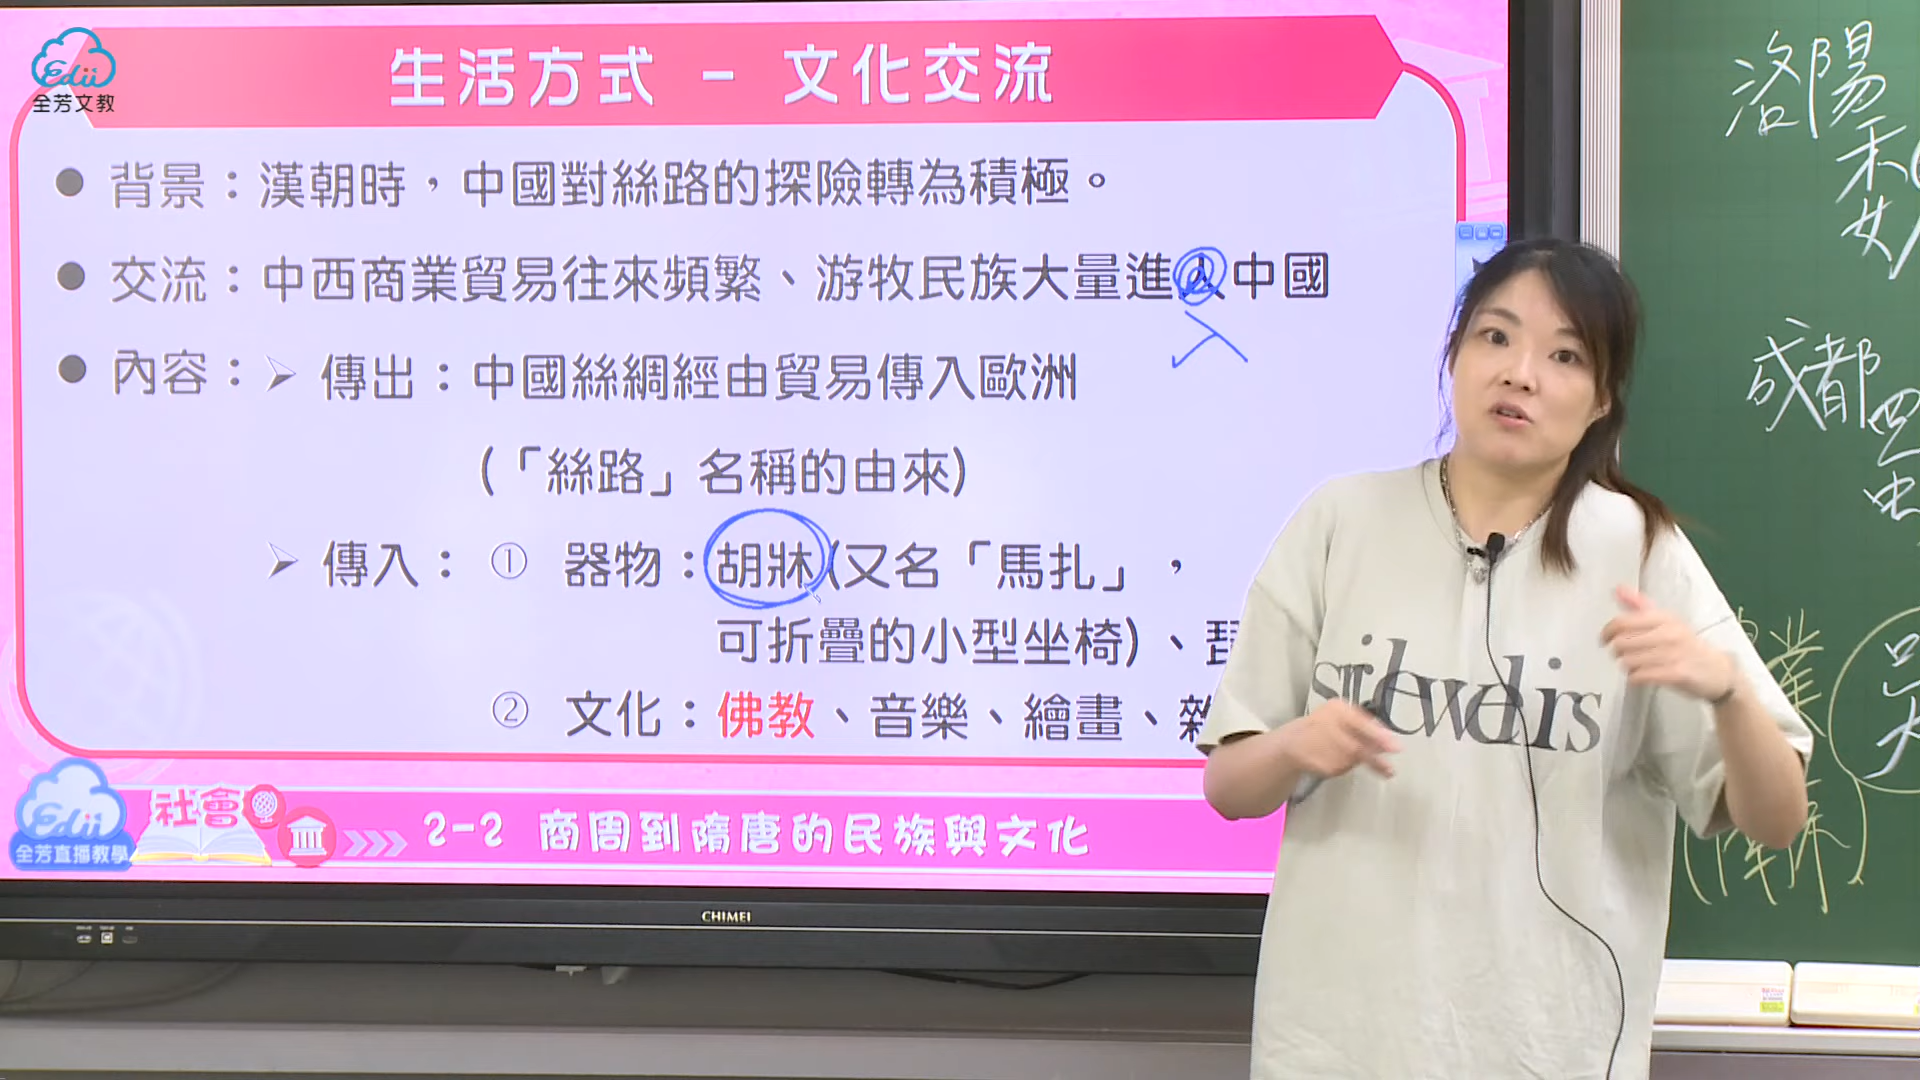 Edii
全芳文教
生活方式 - 文化交流
背景：漢朝時，中國對絲路的探險轉為積極。
交流：中西商業貿易往來頻繁、游牧民族大量進人中國
入
內容：➢ 傳出：中國絲綢經由貿易傳入歐洲
(「絲路」名稱的由來)
➢ 傳入：① 器物：胡牀(又名「馬扎」，
可折疊的小型坐椅)、琵
② 文化：佛教、音樂、繪畫、雜
Edii
全芳直播教學
社會
2-2 商周到隋唐的民族與文化
CHIMEI
洛陽
成都
業